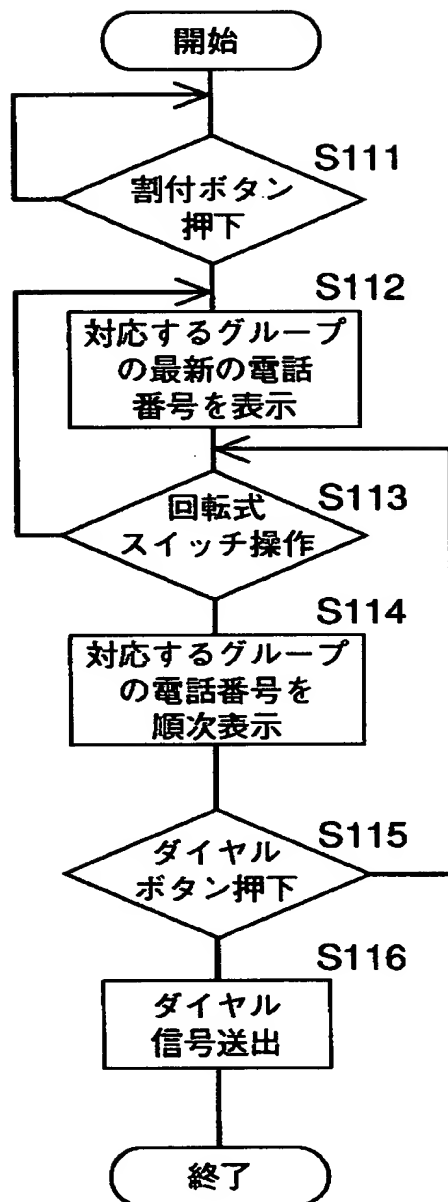 開始
S111
割付ボタン
押下
S112
対応するグループ
の最新の電話
番号を表示
S113
回転式
スイッチ操作
S114
対応するグループ
の電話番号を
順次表示
S115
ダイヤル
ボタン押下
S116
ダイヤル
信号送出
終了